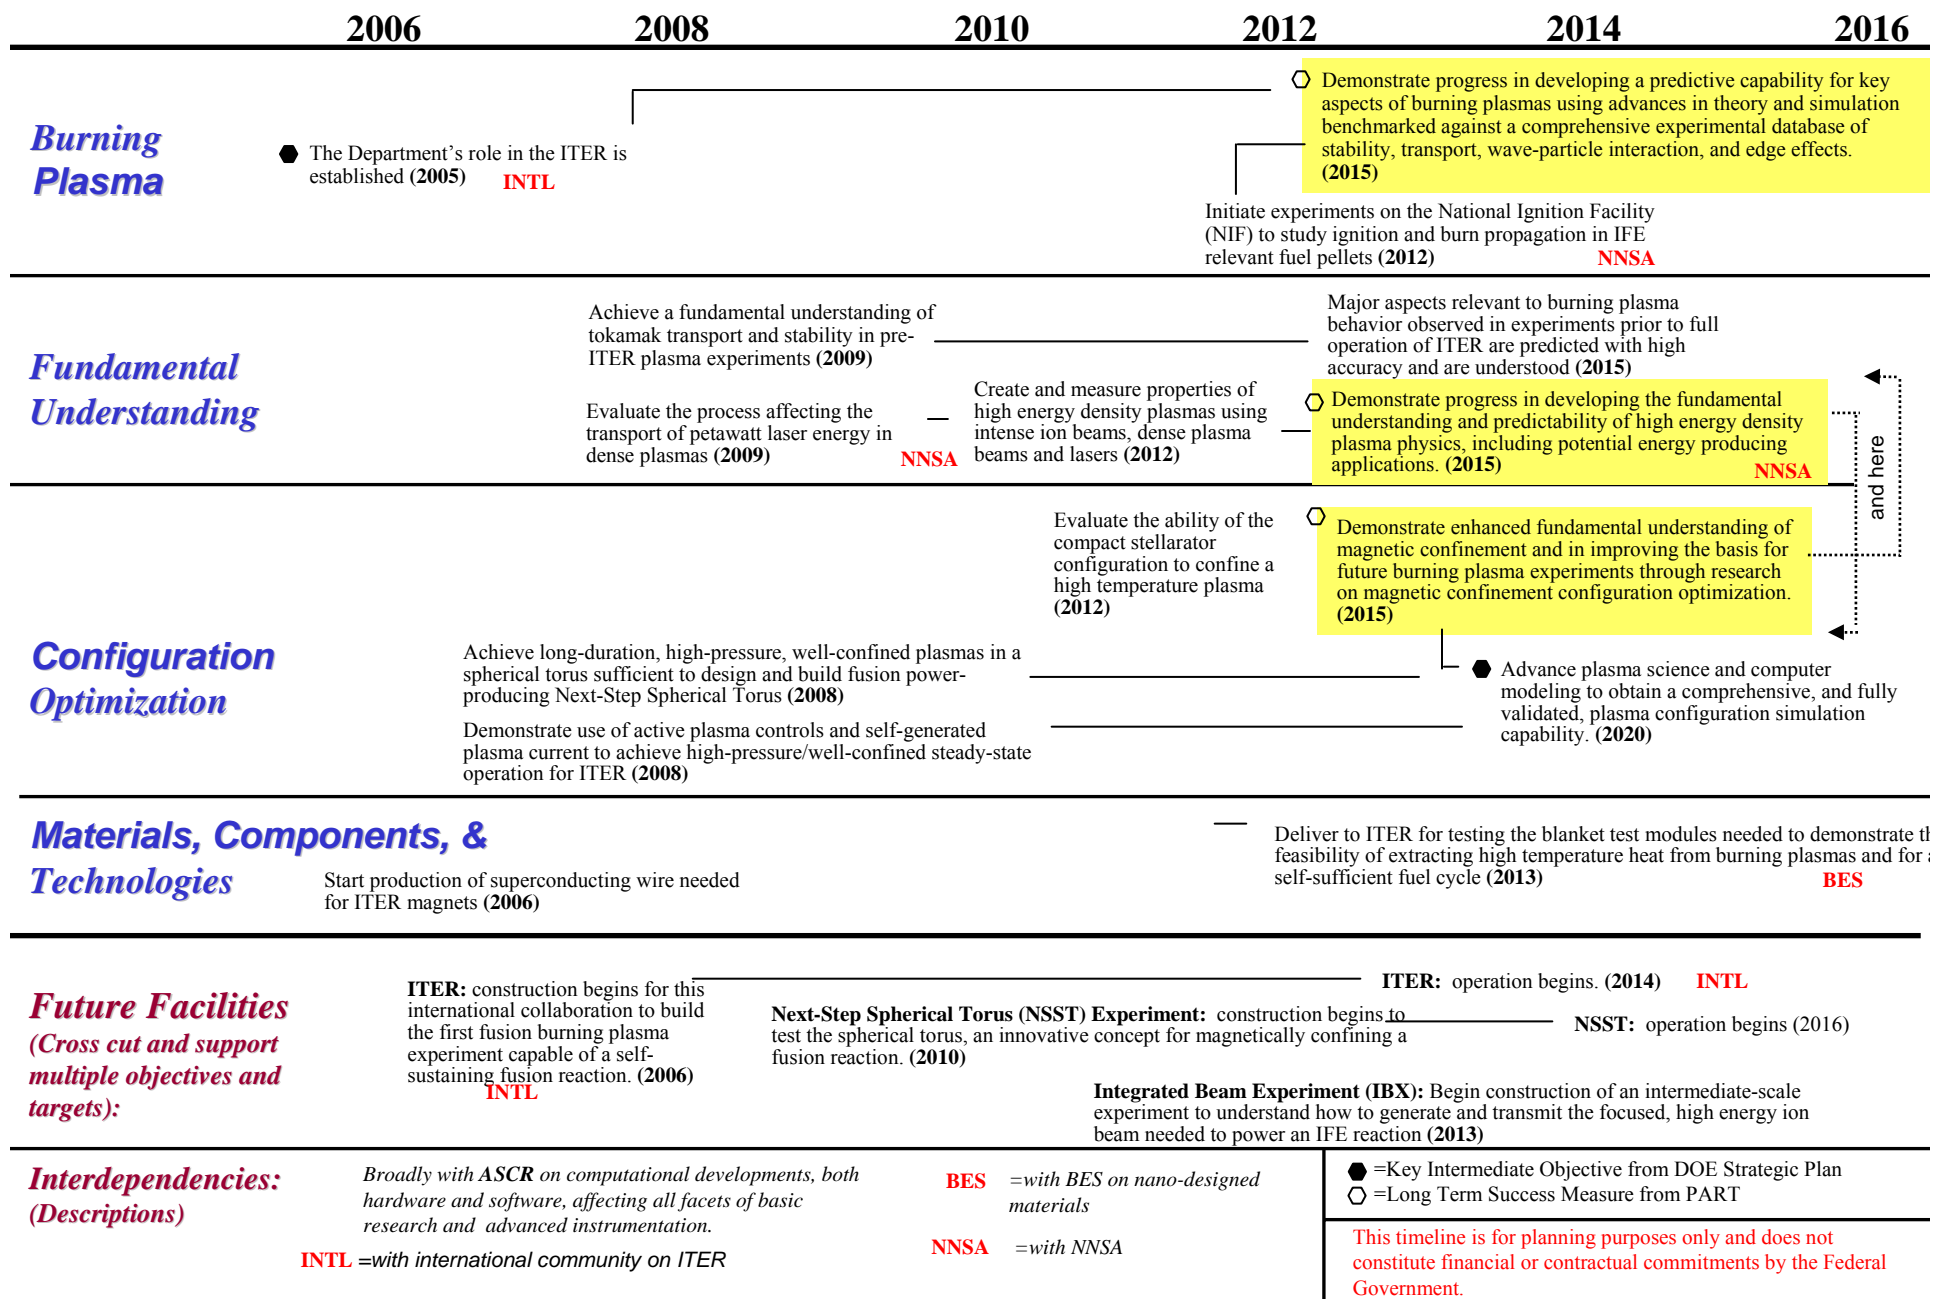 2006 2008 2010 2012 2014 2016
Burning
Plasma
The Department's role in the ITER is
established (2005) INTL
Demonstrate progress in developing a predictive capability for key
aspects of burning plasmas using advances in theory and simulation
benchmarked against a comprehensive experimental database of
stability, transport, wave-particle interaction, and edge effects.
(2015)
Initiate experiments on the National Ignition Facility
(NIF) to study ignition and burn propagation in IFE
relevant fuel pellets (2012) NNSA
Fundamental
Understanding
Achieve a fundamental understanding of
tokamak transport and stability in pre-
ITER plasma experiments (2009)
Major aspects relevant to burning plasma
behavior observed in experiments prior to full
operation of ITER are predicted with high
accuracy and are understood (2015)
Evaluate the process affecting the
transport of petawatt laser energy in
dense plasmas (2009) NNSA
Create and measure properties of
high energy density plasmas using
intense ion beams, dense plasma
beams and lasers (2012)
Demonstrate progress in developing the fundamental
understanding and predictability of high energy density
plasma physics, including potential energy producing
applications. (2015) NNSA
and here
Configuration
Optimization
Evaluate the ability of the
compact stellarator
configuration to confine a
high temperature plasma
(2012)
Demonstrate enhanced fundamental understanding of
magnetic confinement and in improving the basis for
future burning plasma experiments through research
on magnetic confinement configuration optimization.
(2015)
Achieve long-duration, high-pressure, well-confined plasmas in a
spherical torus sufficient to design and build fusion power-
producing Next-Step Spherical Torus (2008)
Demonstrate use of active plasma controls and self-generated
plasma current to achieve high-pressure/well-confined steady-state
operation for ITER (2008)
Advance plasma science and computer
modeling to obtain a comprehensive, and fully
validated, plasma configuration simulation
capability. (2020)
Materials, Components, &
Technologies
Start production of superconducting wire needed
for ITER magnets (2006)
Deliver to ITER for testing the blanket test modules needed to demonstrate th
feasibility of extracting high temperature heat from burning plasmas and for a
self-sufficient fuel cycle (2013) BES
Future Facilities
(Cross cut and support
multiple objectives and
targets):
ITER: construction begins for this
international collaboration to build
the first fusion burning plasma
experiment capable of a self-
sustaining fusion reaction. (2006)
INTL
ITER: operation begins. (2014) INTL
Next-Step Spherical Torus (NSST) Experiment: construction begins to
test the spherical torus, an innovative concept for magnetically confining a
fusion reaction. (2010)
NSST: operation begins (2016)
Integrated Beam Experiment (IBX): Begin construction of an intermediate-scale
experiment to understand how to generate and transmit the focused, high energy ion
beam needed to power an IFE reaction (2013)
Interdependencies:
(Descriptions)
Broadly with ASCR on computational developments, both
hardware and software, affecting all facets of basic
research and advanced instrumentation.
INTL =with international community on ITER
BES =with BES on nano-designed
materials
NNSA =with NNSA
=Key Intermediate Objective from DOE Strategic Plan
=Long Term Success Measure from PART
This timeline is for planning purposes only and does not
constitute financial or contractual commitments by the Federal
Government.